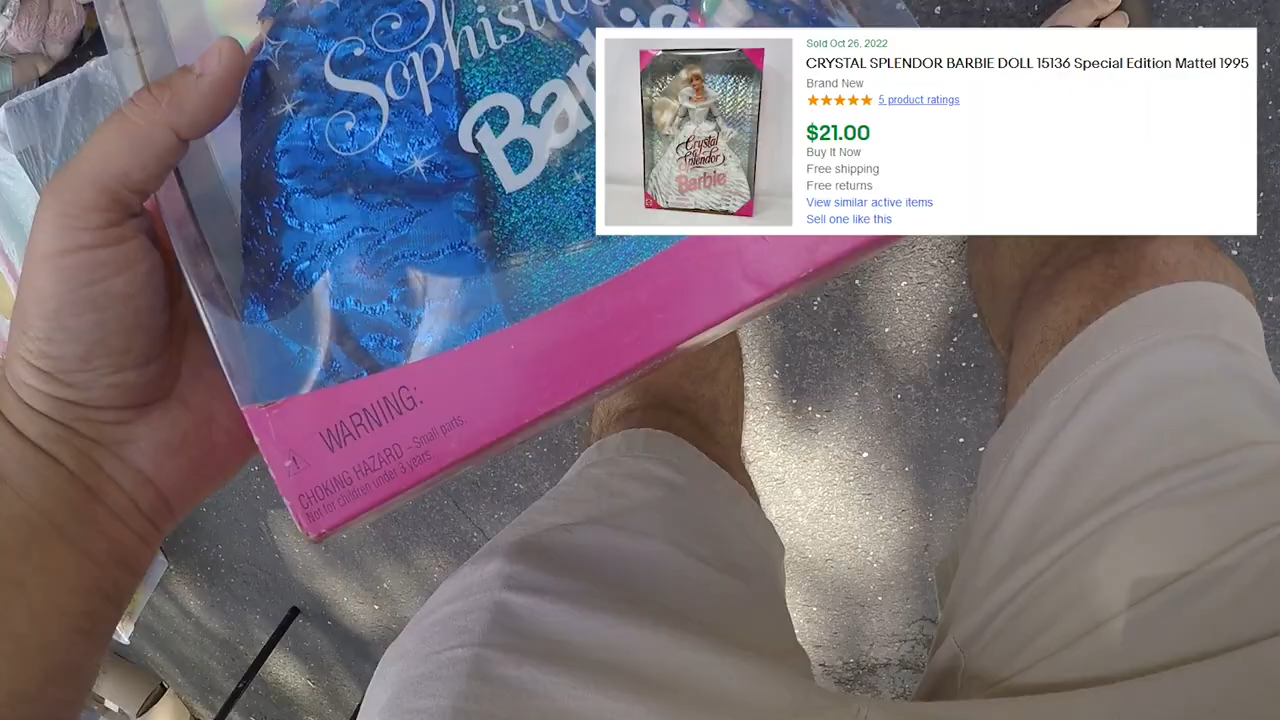 Barbie
WARNING:
CHOKING HAZARD – Small parts.
Not for children under 3 years.
Sold Oct 26, 2022
CRYSTAL SPLENDOR BARBIE DOLL 15136 Special Edition Mattel 1995
Brand New
5 product ratings
$21.00
Buy It Now
Free shipping
Free returns
View similar active items
Sell one like this
Crystal
Splendor
Barbie